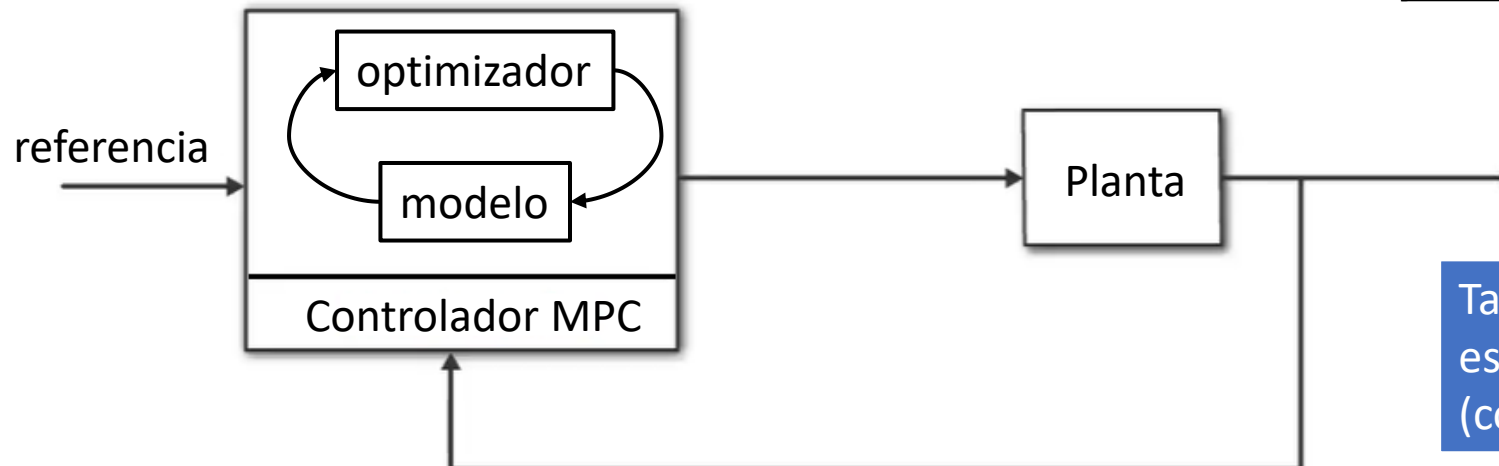 optimizador
referencia
modelo
Planta
Controlador MPC